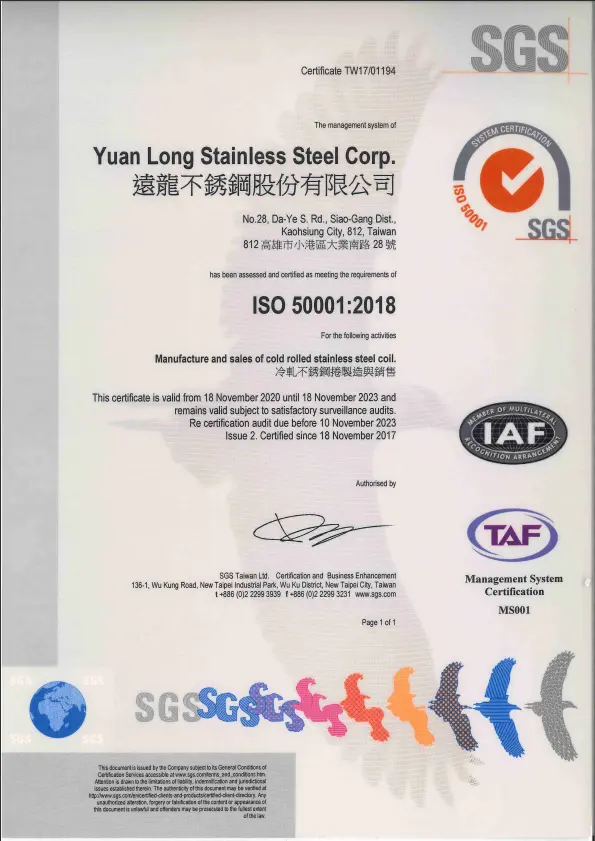 SGS
Certificate TW17/01194
The management system of
Yuan Long Stainless Steel Corp.
遠龍不銹鋼股份有限公司
No.28, Da-Ye S. Rd., Siao-Gang Dist.,
Kaohsiung City, 812, Taiwan
812 高雄市小港區大業南路 28 號
has been assessed and certified as meeting the requirements of
ISO 50001:2018
For the following activities
Manufacture and sales of cold rolled stainless steel coil.
冷軋不銹鋼捲製造與銷售
This certificate is valid from 18 November 2020 until 18 November 2023 and
remains valid subject to satisfactory surveillance audits.
Re certification audit due before 10 November 2023
Issue 2. Certified since 18 November 2017
Authorised by
SGS Taiwan Ltd. Certification and Business Enhancement
136-1, Wu Kung Road, New Taipei Industrial Park, Wu Ku District, New Taipei City, Taiwan
t +886 (0)2 2299 3939 f +886 (0)2 2299 3231 www.sgs.com
Page 1 of 1
SYSTEM CERTIFICATION
ISO 50001
SGS
MEMBER OF MULTILATERAL
IAF
RECOGNITION ARRANGEMENT
TAF
Management System
Certification
MS001
SGS SGS
SGS SGS
SGS SGS SGS
This document is issued by the Company subject to its General Conditions of
Certification Services accessible at www.sgs.com/terms_and_conditions.htm.
Attention is drawn to the limitations of liability, indemnification and jurisdictional
issues established therein. The authenticity of this document may be verified at
http://www.sgs.com/en/certified-clients-and-products/certified-client-directory. Any
unauthorized alteration, forgery or falsification of the content or appearance of
this document is unlawful and offenders may be prosecuted to the fullest extent
of the law.